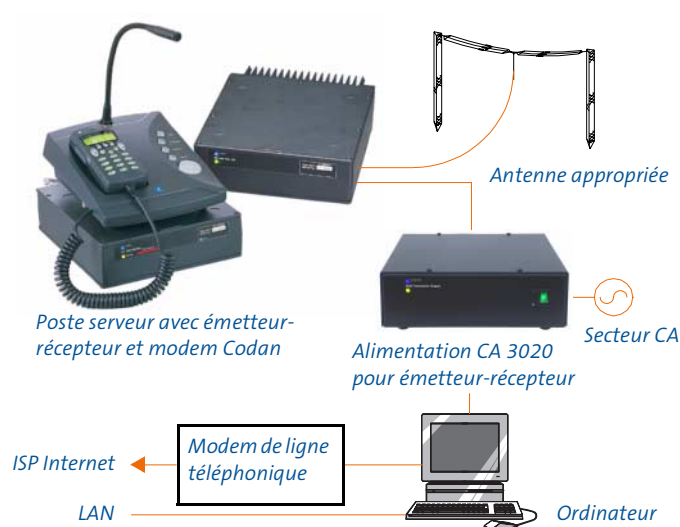 Antenne appropriée
Poste serveur avec émetteur-
récepteur et modem Codan
Secteur CA
Alimentation CA 3020
pour émetteur-récepteur
Modem de ligne
téléphonique
ISP Internet
LAN
Ordinateur